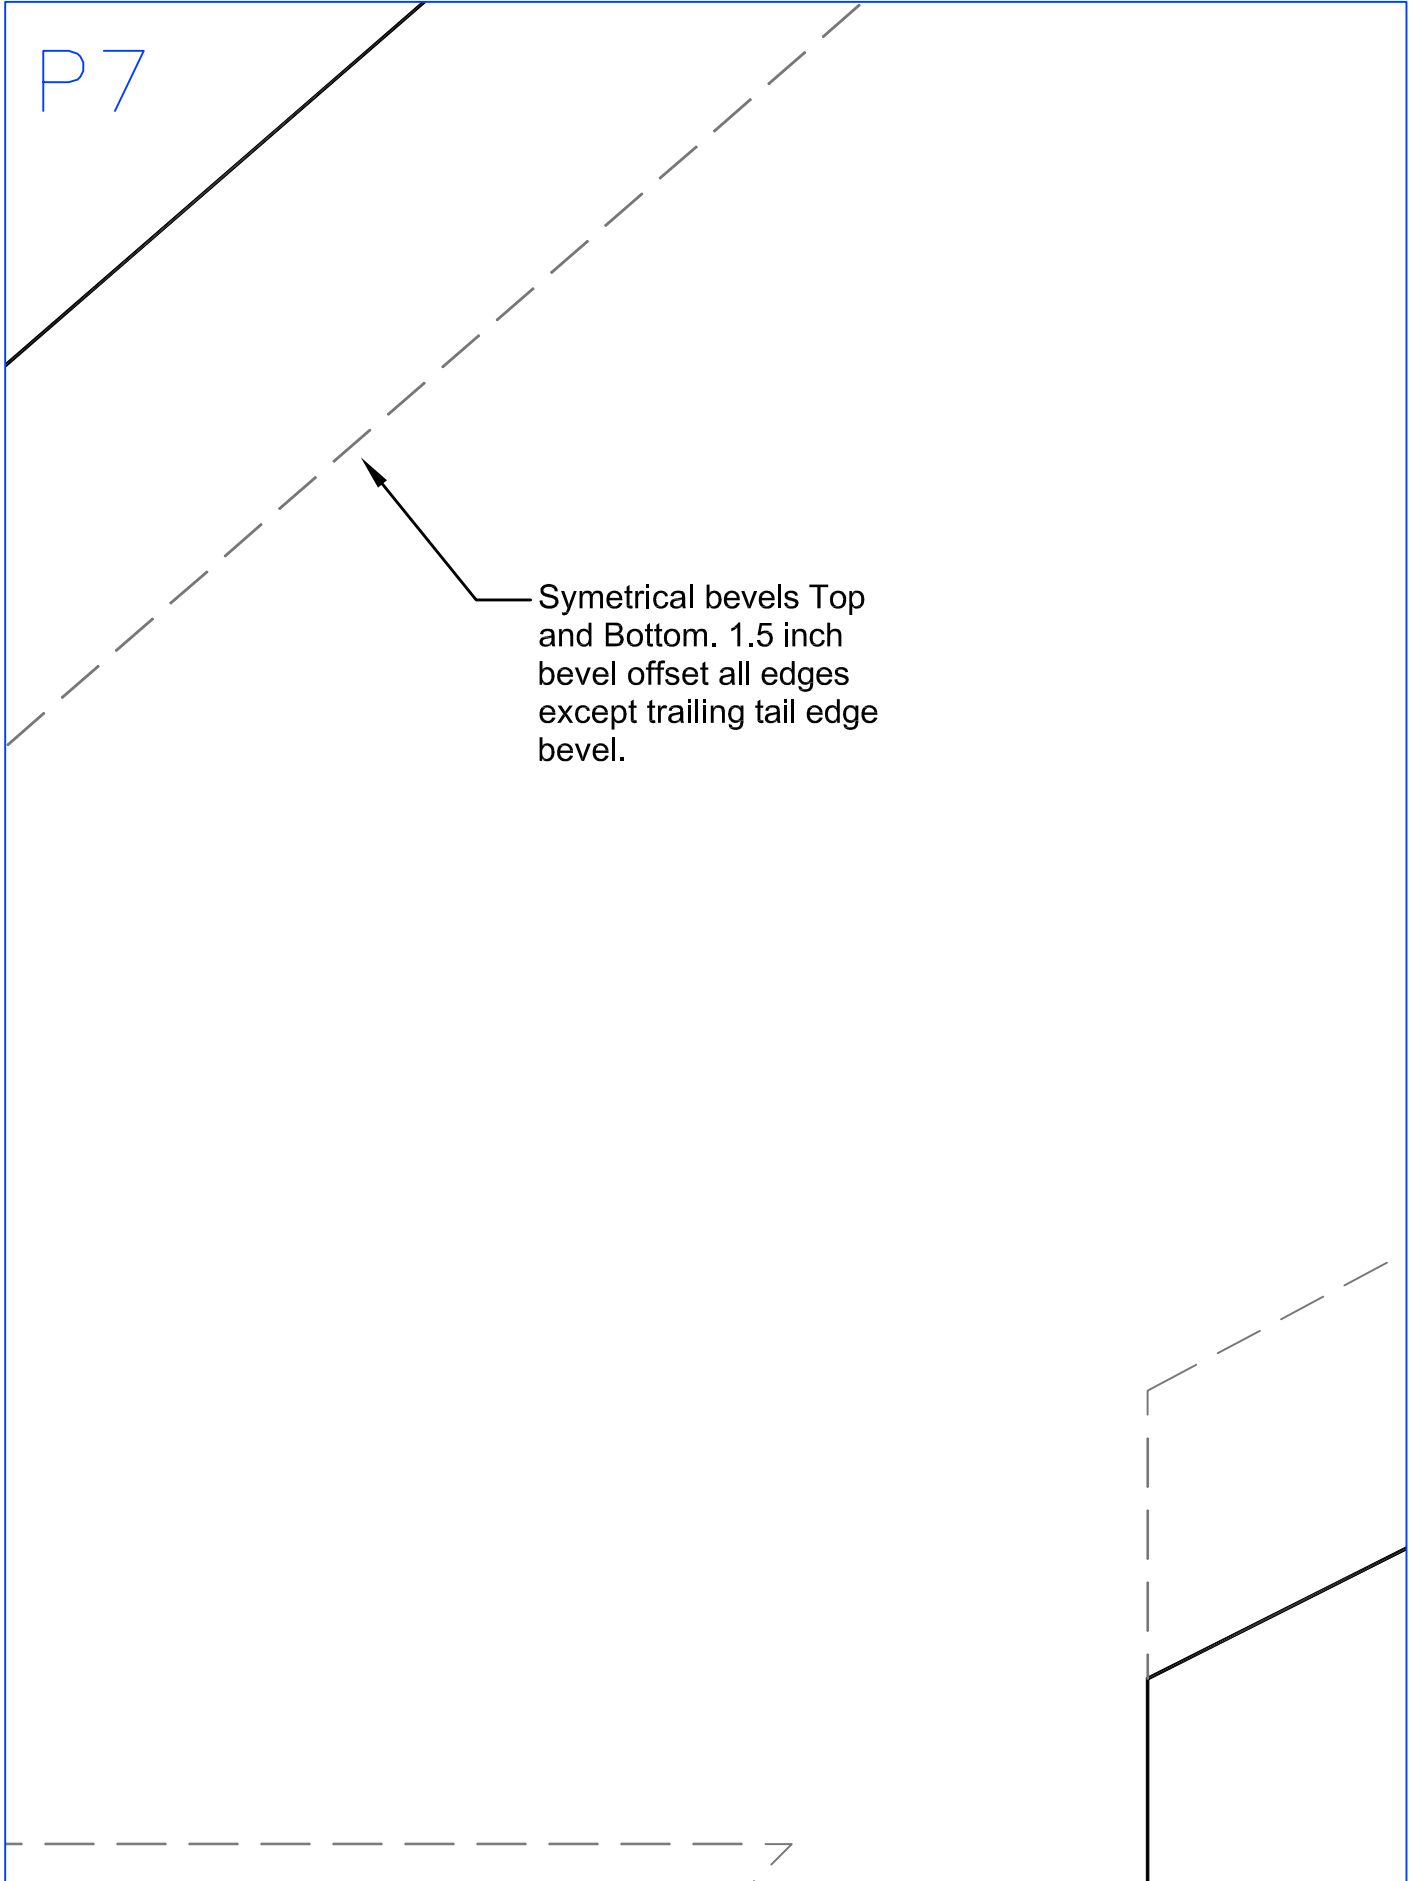 P7
Symetrical bevels Top
and Bottom. 1.5 inch
bevel offset all edges
except trailing tail edge
bevel.